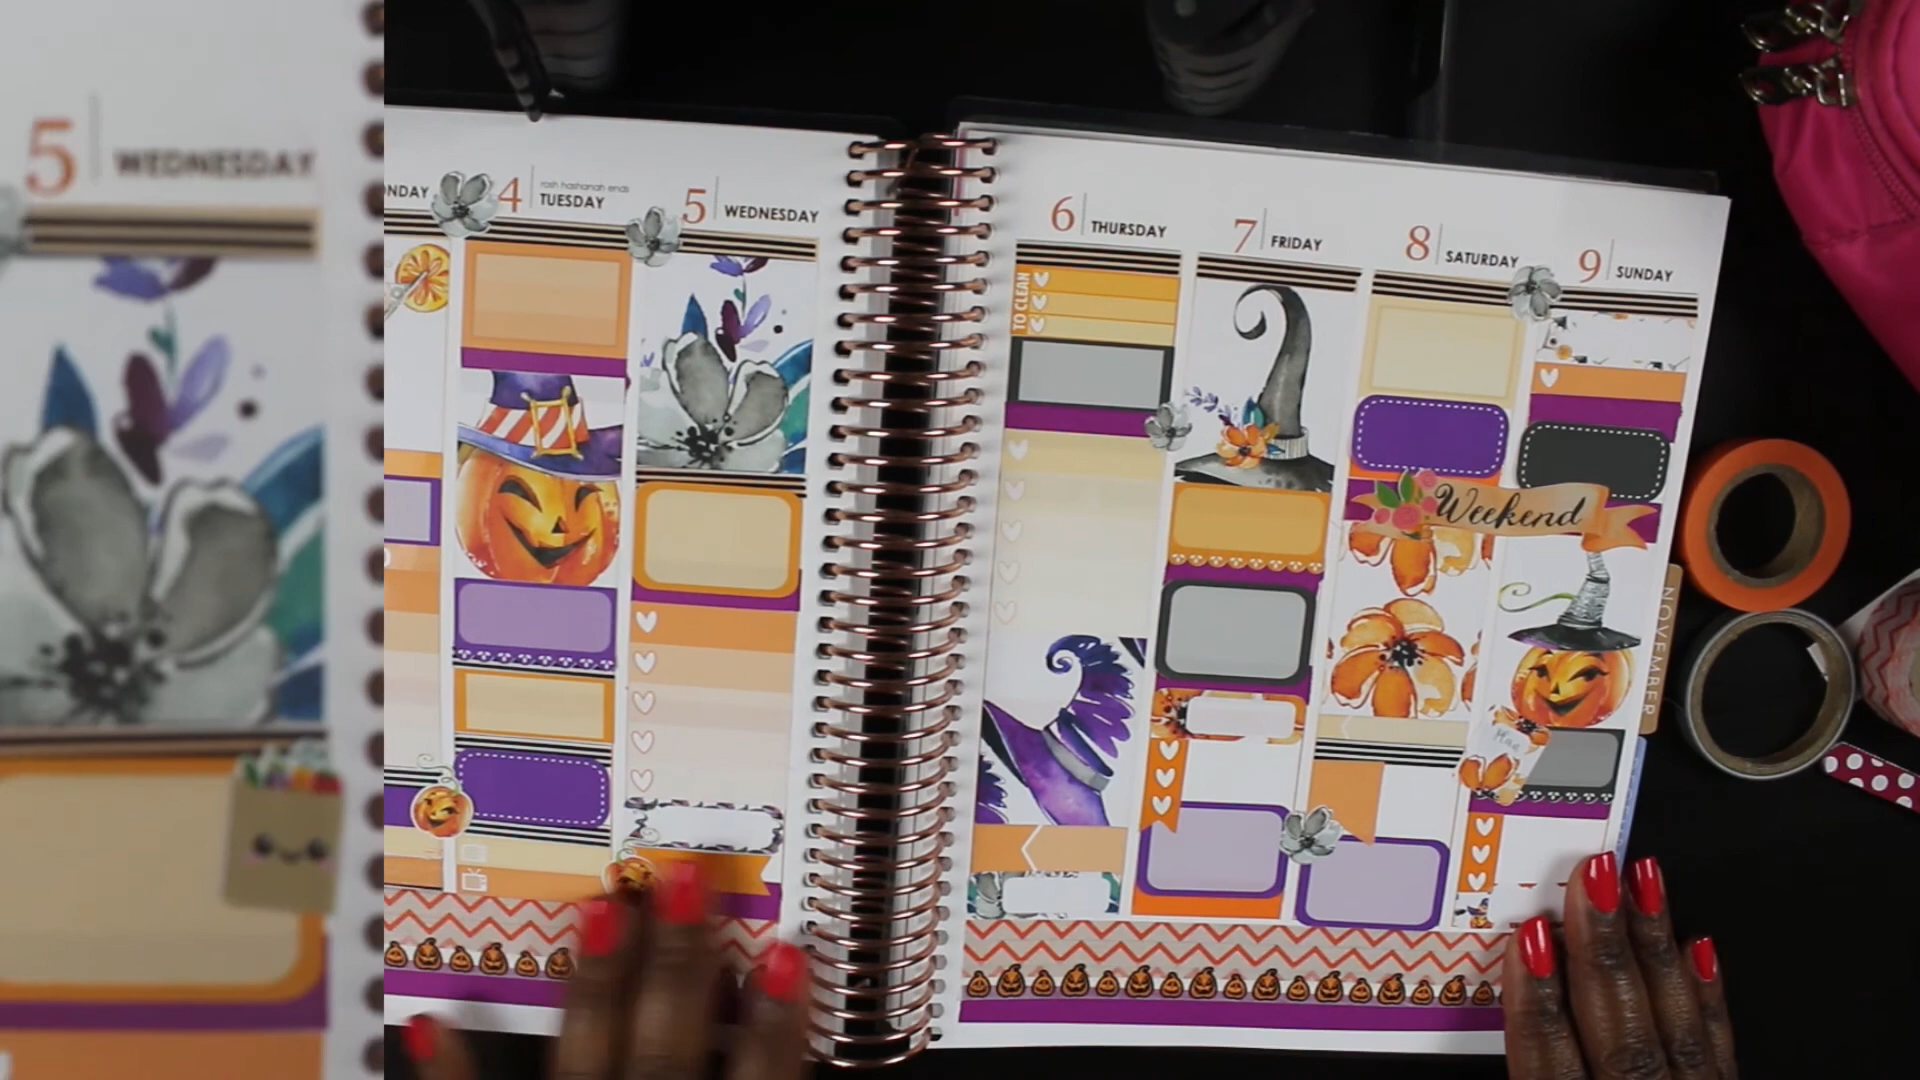 5 WEDNESDAY
ONDAY
4 rosh hashanah ends
TUESDAY
5 WEDNESDAY
6 THURSDAY
7 FRIDAY
8 SATURDAY
9 SUNDAY
TO CLEAN
Weekend
NOVEMBER